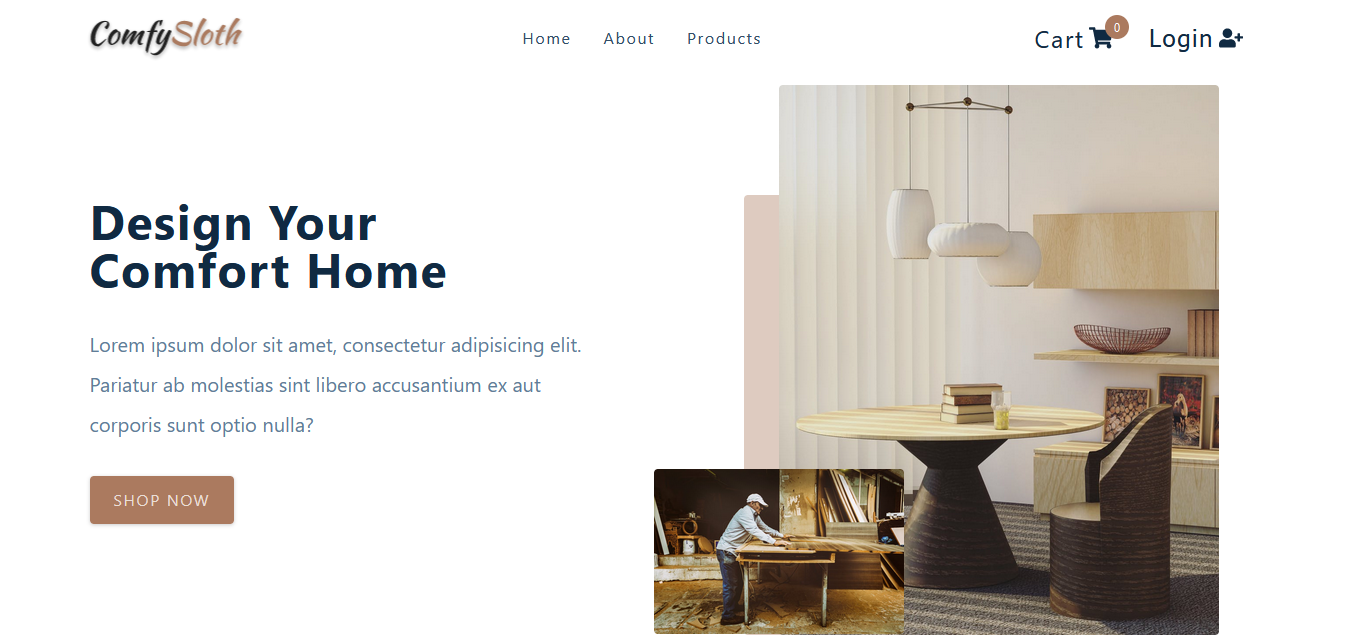 ComfySloth
Home About Products
Cart 0 Login
Design Your
Comfort Home
Lorem ipsum dolor sit amet, consectetur adipisicing elit.
Pariatur ab molestias sint libero accusantium ex aut
corporis sunt optio nulla?
SHOP NOW